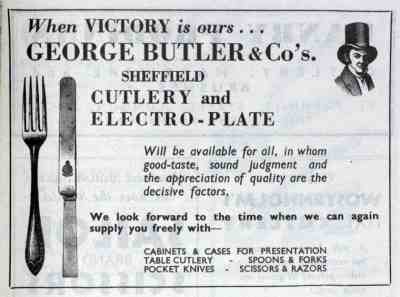 When VICTORY is ours . . .
GEORGE BUTLER & Co's.
SHEFFIELD
CUTLERY and
ELECTRO-PLATE
Will be available for all, in whom
good-taste, sound judgment and
the appreciation of quality are the
decisive factors,
We look forward to the time when we can again
supply you freely with—
CABINETS & CASES FOR PRESENTATION
TABLE CUTLERY - SPOONS & FORKS
POCKET KNIVES - SCISSORS & RAZORS